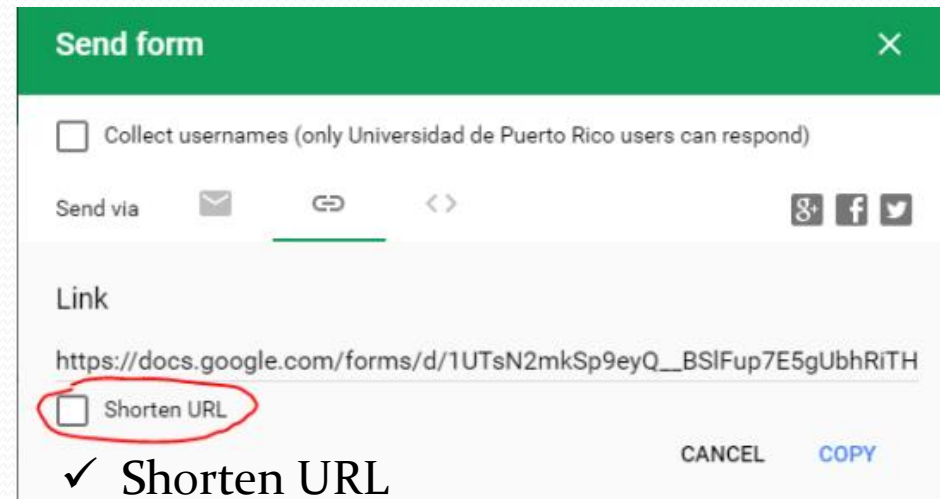 Send form
Collect usernames (only Universidad de Puerto Rico users can respond)
Send via
Link
https://docs.google.com/forms/d/1UTsN2mkSp9eyQ__BSlFup7E5gUbhRiTH
Shorten URL
CANCEL COPY
✓ Shorten URL